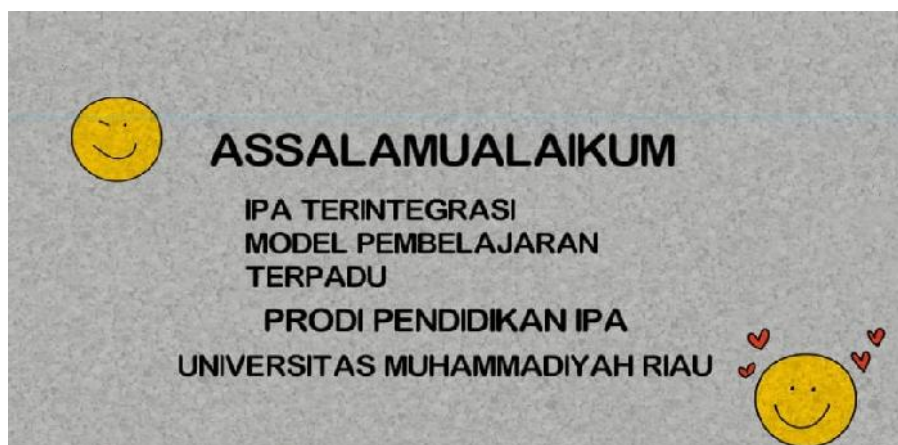 ASSALAMUALAIKUM
IPA TERINTEGRASI
MODEL PEMBELAJARAN
TERPADU
PRODI PENDIDIKAN IPA
UNIVERSITAS MUHAMMADIYAH RIAU